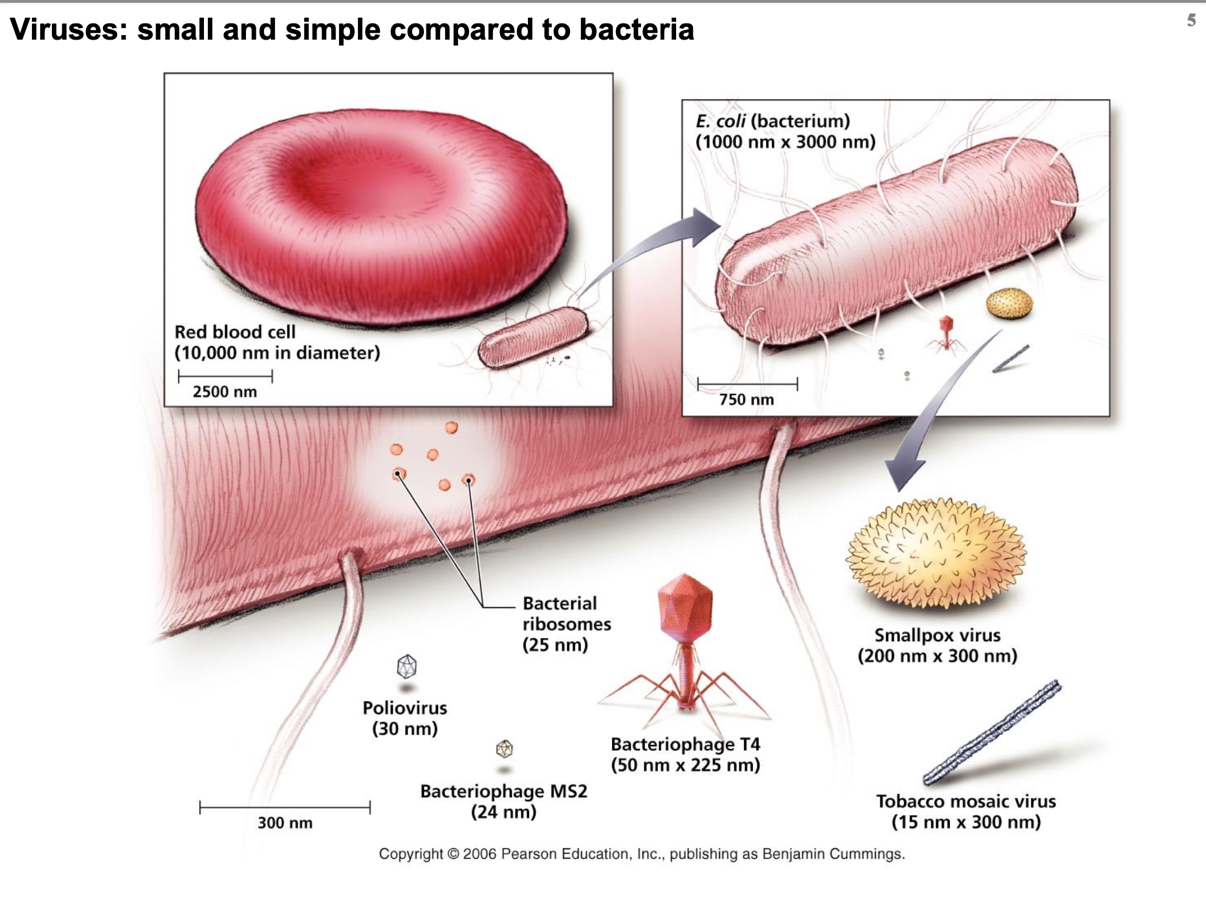 Viruses: small and simple compared to bacteria
5
Red blood cell
(10,000 nm in diameter)
2500 nm
E. coli (bacterium)
(1000 nm x 3000 nm)
750 nm
Bacterial
ribosomes
(25 nm)
Smallpox virus
(200 nm x 300 nm)
Poliovirus
(30 nm)
Bacteriophage T4
(50 nm x 225 nm)
Bacteriophage MS2
(24 nm)
Tobacco mosaic virus
(15 nm x 300 nm)
300 nm
Copyright © 2006 Pearson Education, Inc., publishing as Benjamin Cummings.